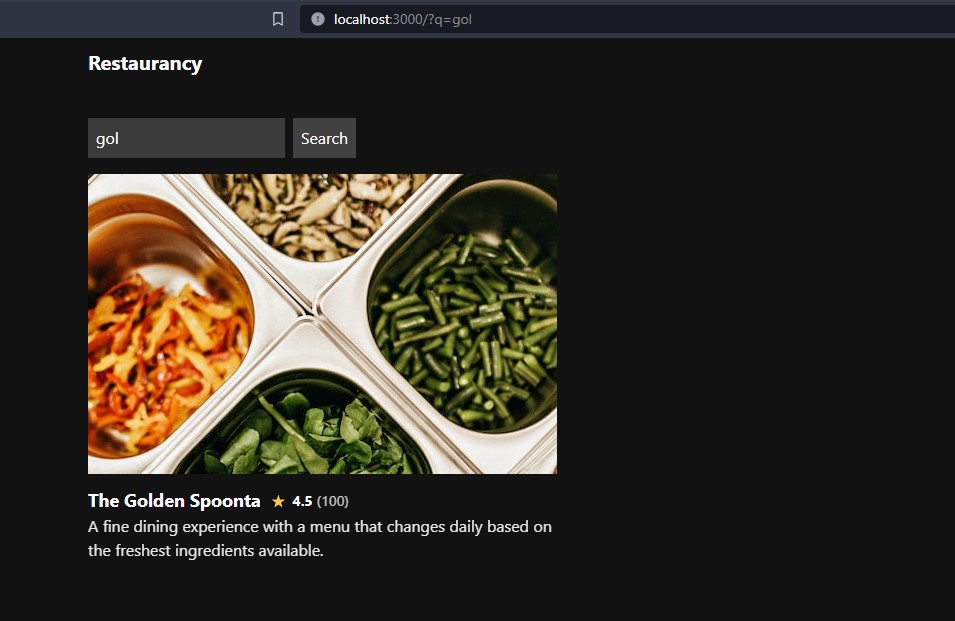 localhost:3000/?q=gol
Restaurancy
gol
Search
The Golden Spoonta ★ 4.5 (100)
A fine dining experience with a menu that changes daily based on
the freshest ingredients available.